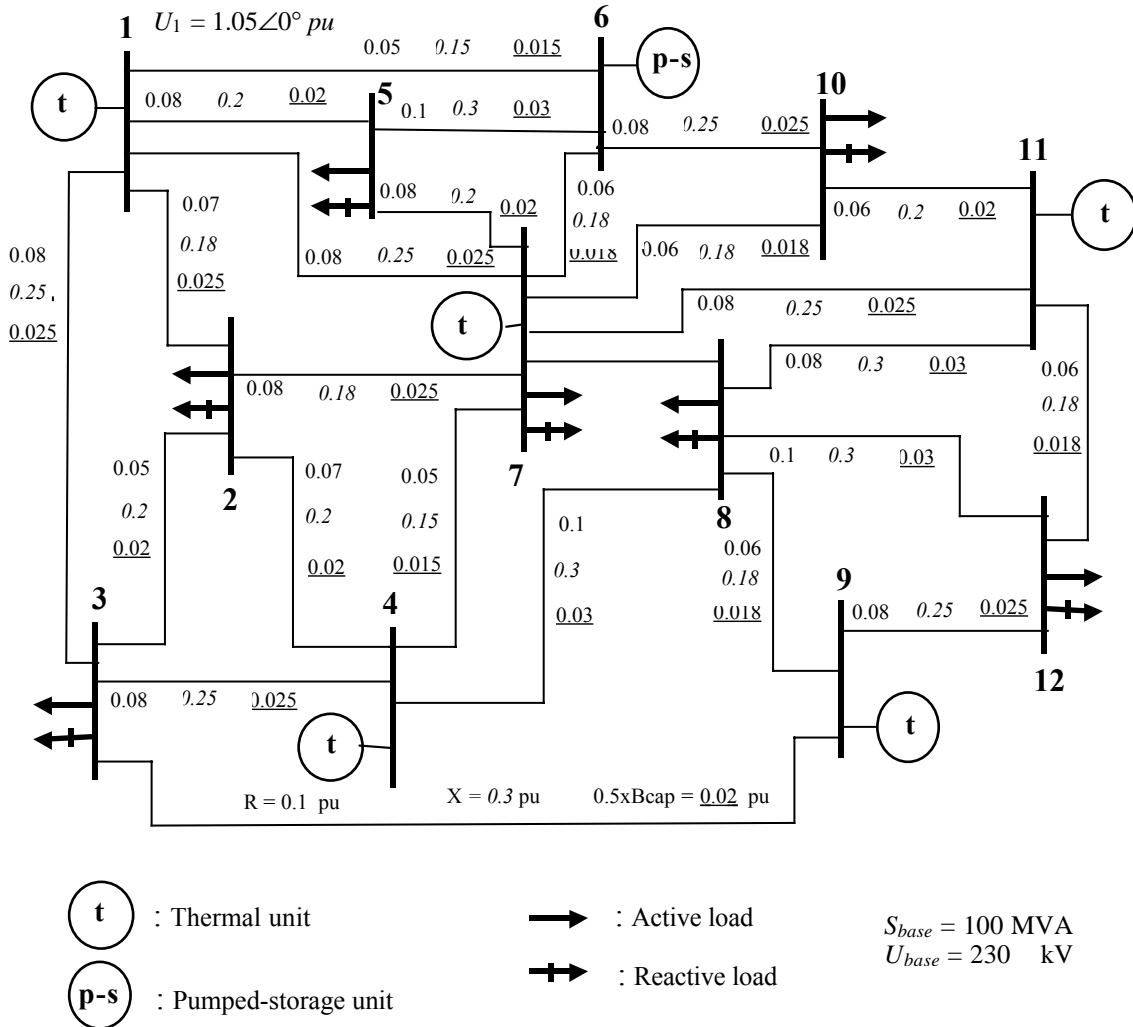 U₁ = 1.05∠0° pu
1
6
0.05 0.15 0.015
p-s
t
0.08 0.2 0.02
5
0.1 0.3 0.03
0.08 0.25 0.025
10
11
t
0.07
0.18
0.025
0.08 0.2 0.02
0.06
0.18
0.018
0.06 0.2 0.02
0.08
0.25
0.025
0.08 0.25 0.025
0.06 0.18 0.018
t
0.08 0.25 0.025
0.08 0.3 0.03
0.06
0.18
0.018
0.08 0.18 0.025
2
7
8
0.1 0.3 0.03
0.05
0.2
0.02
0.07
0.2
0.02
0.05
0.15
0.015
0.1
0.3
0.03
0.06
0.18
0.018
3
4
9
0.08 0.25 0.025
12
0.08 0.25 0.025
t
t
R = 0.1 pu X = 0.3 pu 0.5xBcap = 0.02 pu
t : Thermal unit
: Active load
p-s : Pumped-storage unit
: Reactive load
Sbase = 100 MVA
Ubase = 230 kV